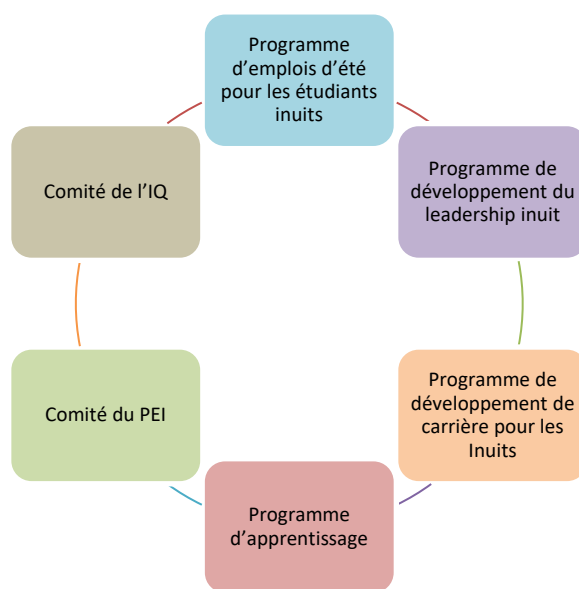 Programme
d’emplois d’été
pour les étudiants
inuits
Programme de
développement du
leadership inuit
Programme de
développement de
carrière pour les
Inuits
Programme
d’apprentissage
Comité du PEI
Comité de l’IQ